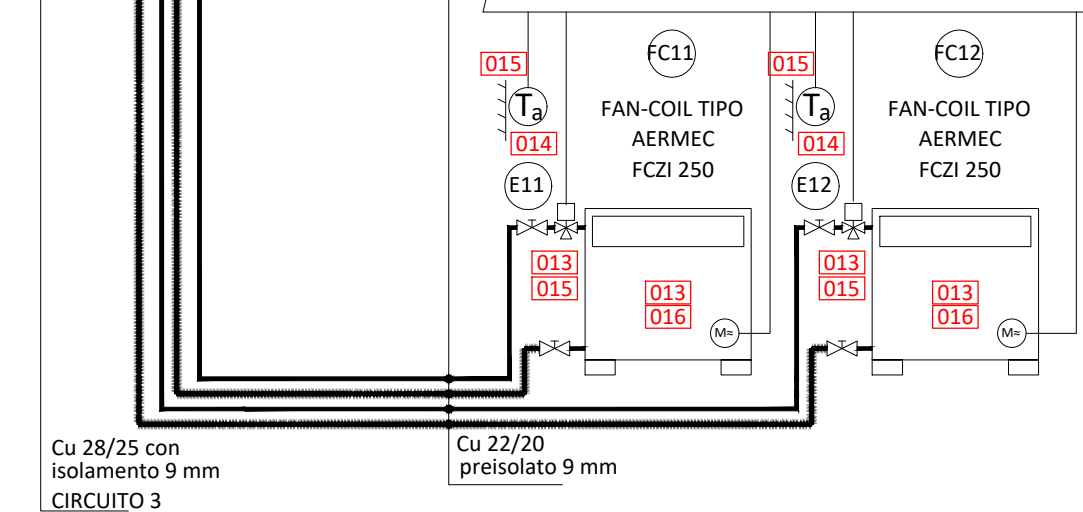 FC11
FC12
015
015
Ta
Ta
FAN-COIL TIPO
AERMEC
FCZI 250
FAN-COIL TIPO
AERMEC
FCZI 250
014
014
E11
E12
013
015
013
015
013
016
013
016
M≈
M≈
Cu 28/25 con
isolamento 9 mm
CIRCUITO 3
Cu 22/20
preisolato 9 mm